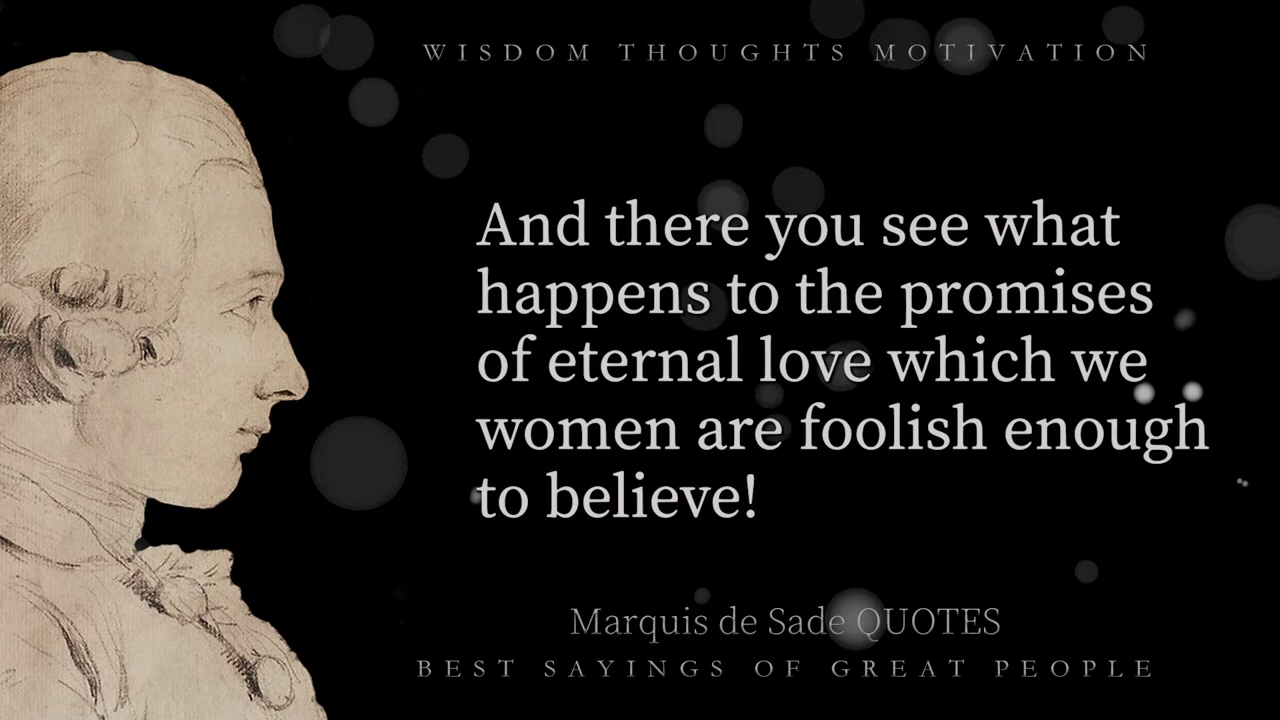 WISDOM THOUGHTS MOTIVATION
And there you see what
happens to the promises
of eternal love which we
women are foolish enough
to believe!
Marquis de Sade QUOTES
BEST SAYINGS OF GREAT PEOPLE